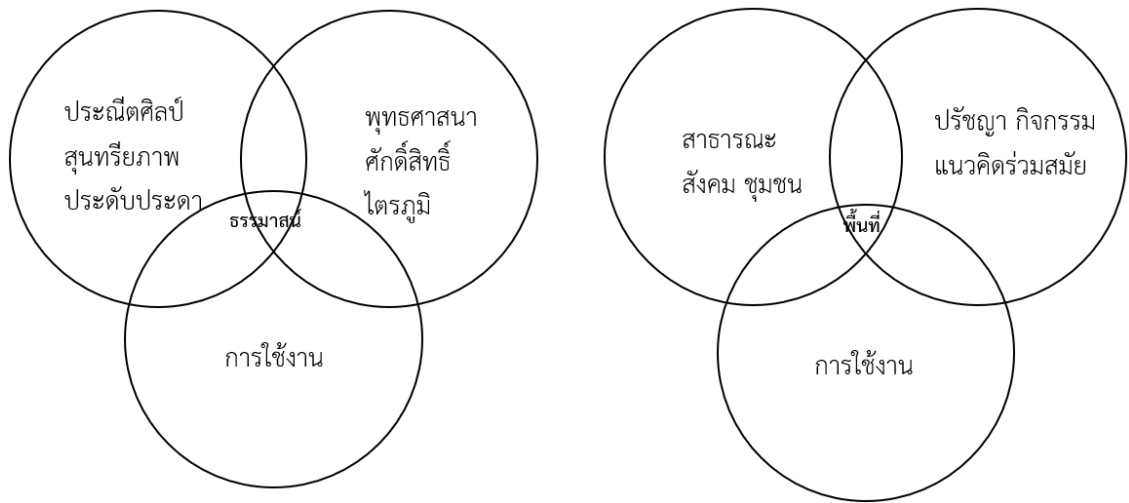 ประณีตศิลป์
สุนทรียภาพ
ประดับประดา
พุทธศาสนา
ศักดิ์สิทธิ์
ไตรภูมิ
ธรรมาสน์
การใช้งาน
สาธารณะ
สังคม ชุมชน
ปรัชญา กิจกรรม
แนวคิดร่วมสมัย
พื้นที่
การใช้งาน